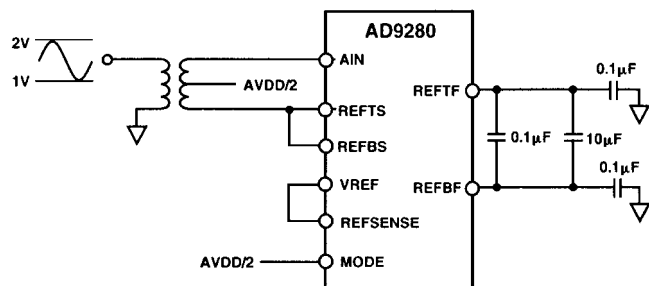 AD9280
2V
1V
AVDD/2
AIN
REFTS
REFBS
VREF
REFSENSE
AVDD/2
MODE
REFTF
REFBF
0.1µF
0.1µF
10µF
0.1µF